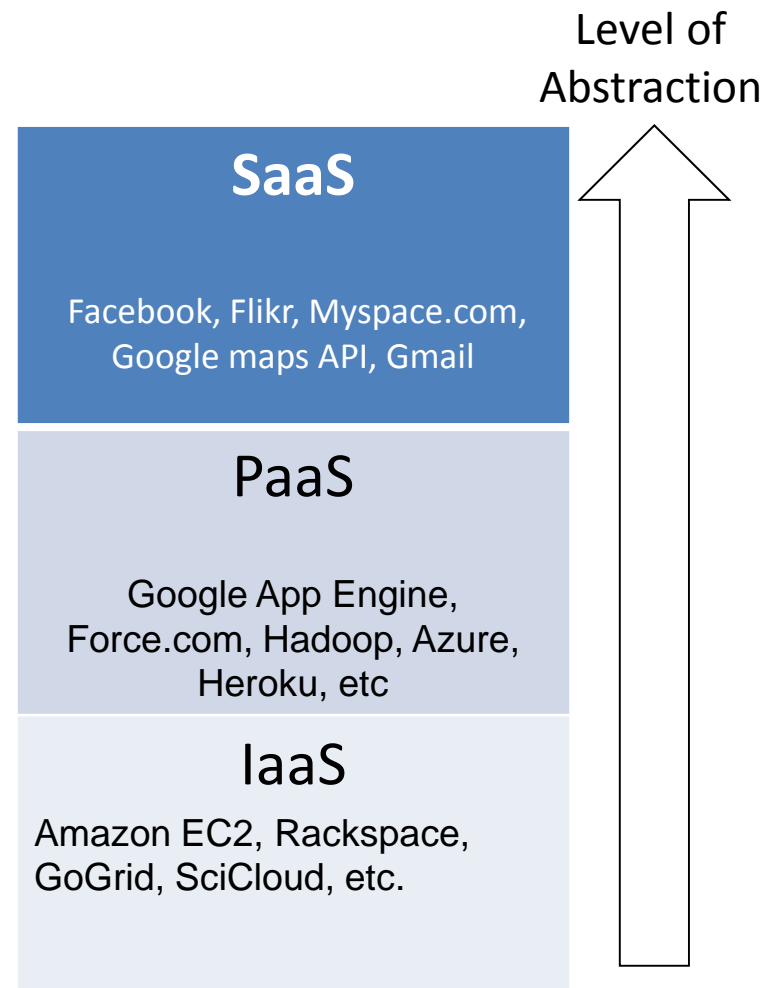 Level of
Abstraction
SaaS
Facebook, Flikr, Myspace.com,
Google maps API, Gmail
PaaS
Google App Engine,
Force.com, Hadoop, Azure,
Heroku, etc
IaaS
Amazon EC2, Rackspace,
GoGrid, SciCloud, etc.